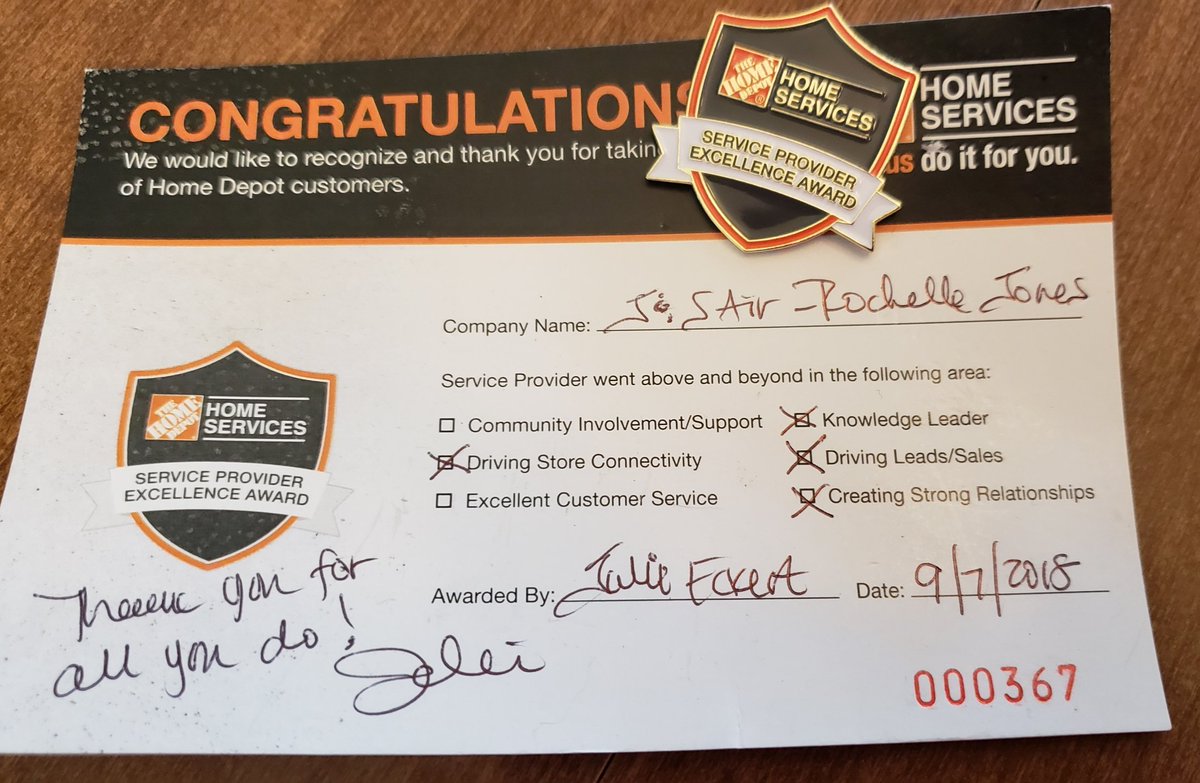 CONGRATULATIONS
We would like to recognize and thank you for takin
of Home Depot customers.
HOME
SERVICES
us do it for you.
THE
HOME
DEPOT
HOME
SERVICES
SERVICE PROVIDER
EXCELLENCE AWARD
Company Name: Air - Rochelle Jones
Service Provider went above and beyond in the following area:
Community Involvement/Support
Knowledge Leader
Driving Store Connectivity
Driving Leads/Sales
Excellent Customer Service
Creating Strong Relationships
THE
HOME
DEPOT
HOME
SERVICES
SERVICE PROVIDER
EXCELLENCE AWARD
Awarded By: Julie Eckert Date: 9/7/2018
you for
all you do!
000367